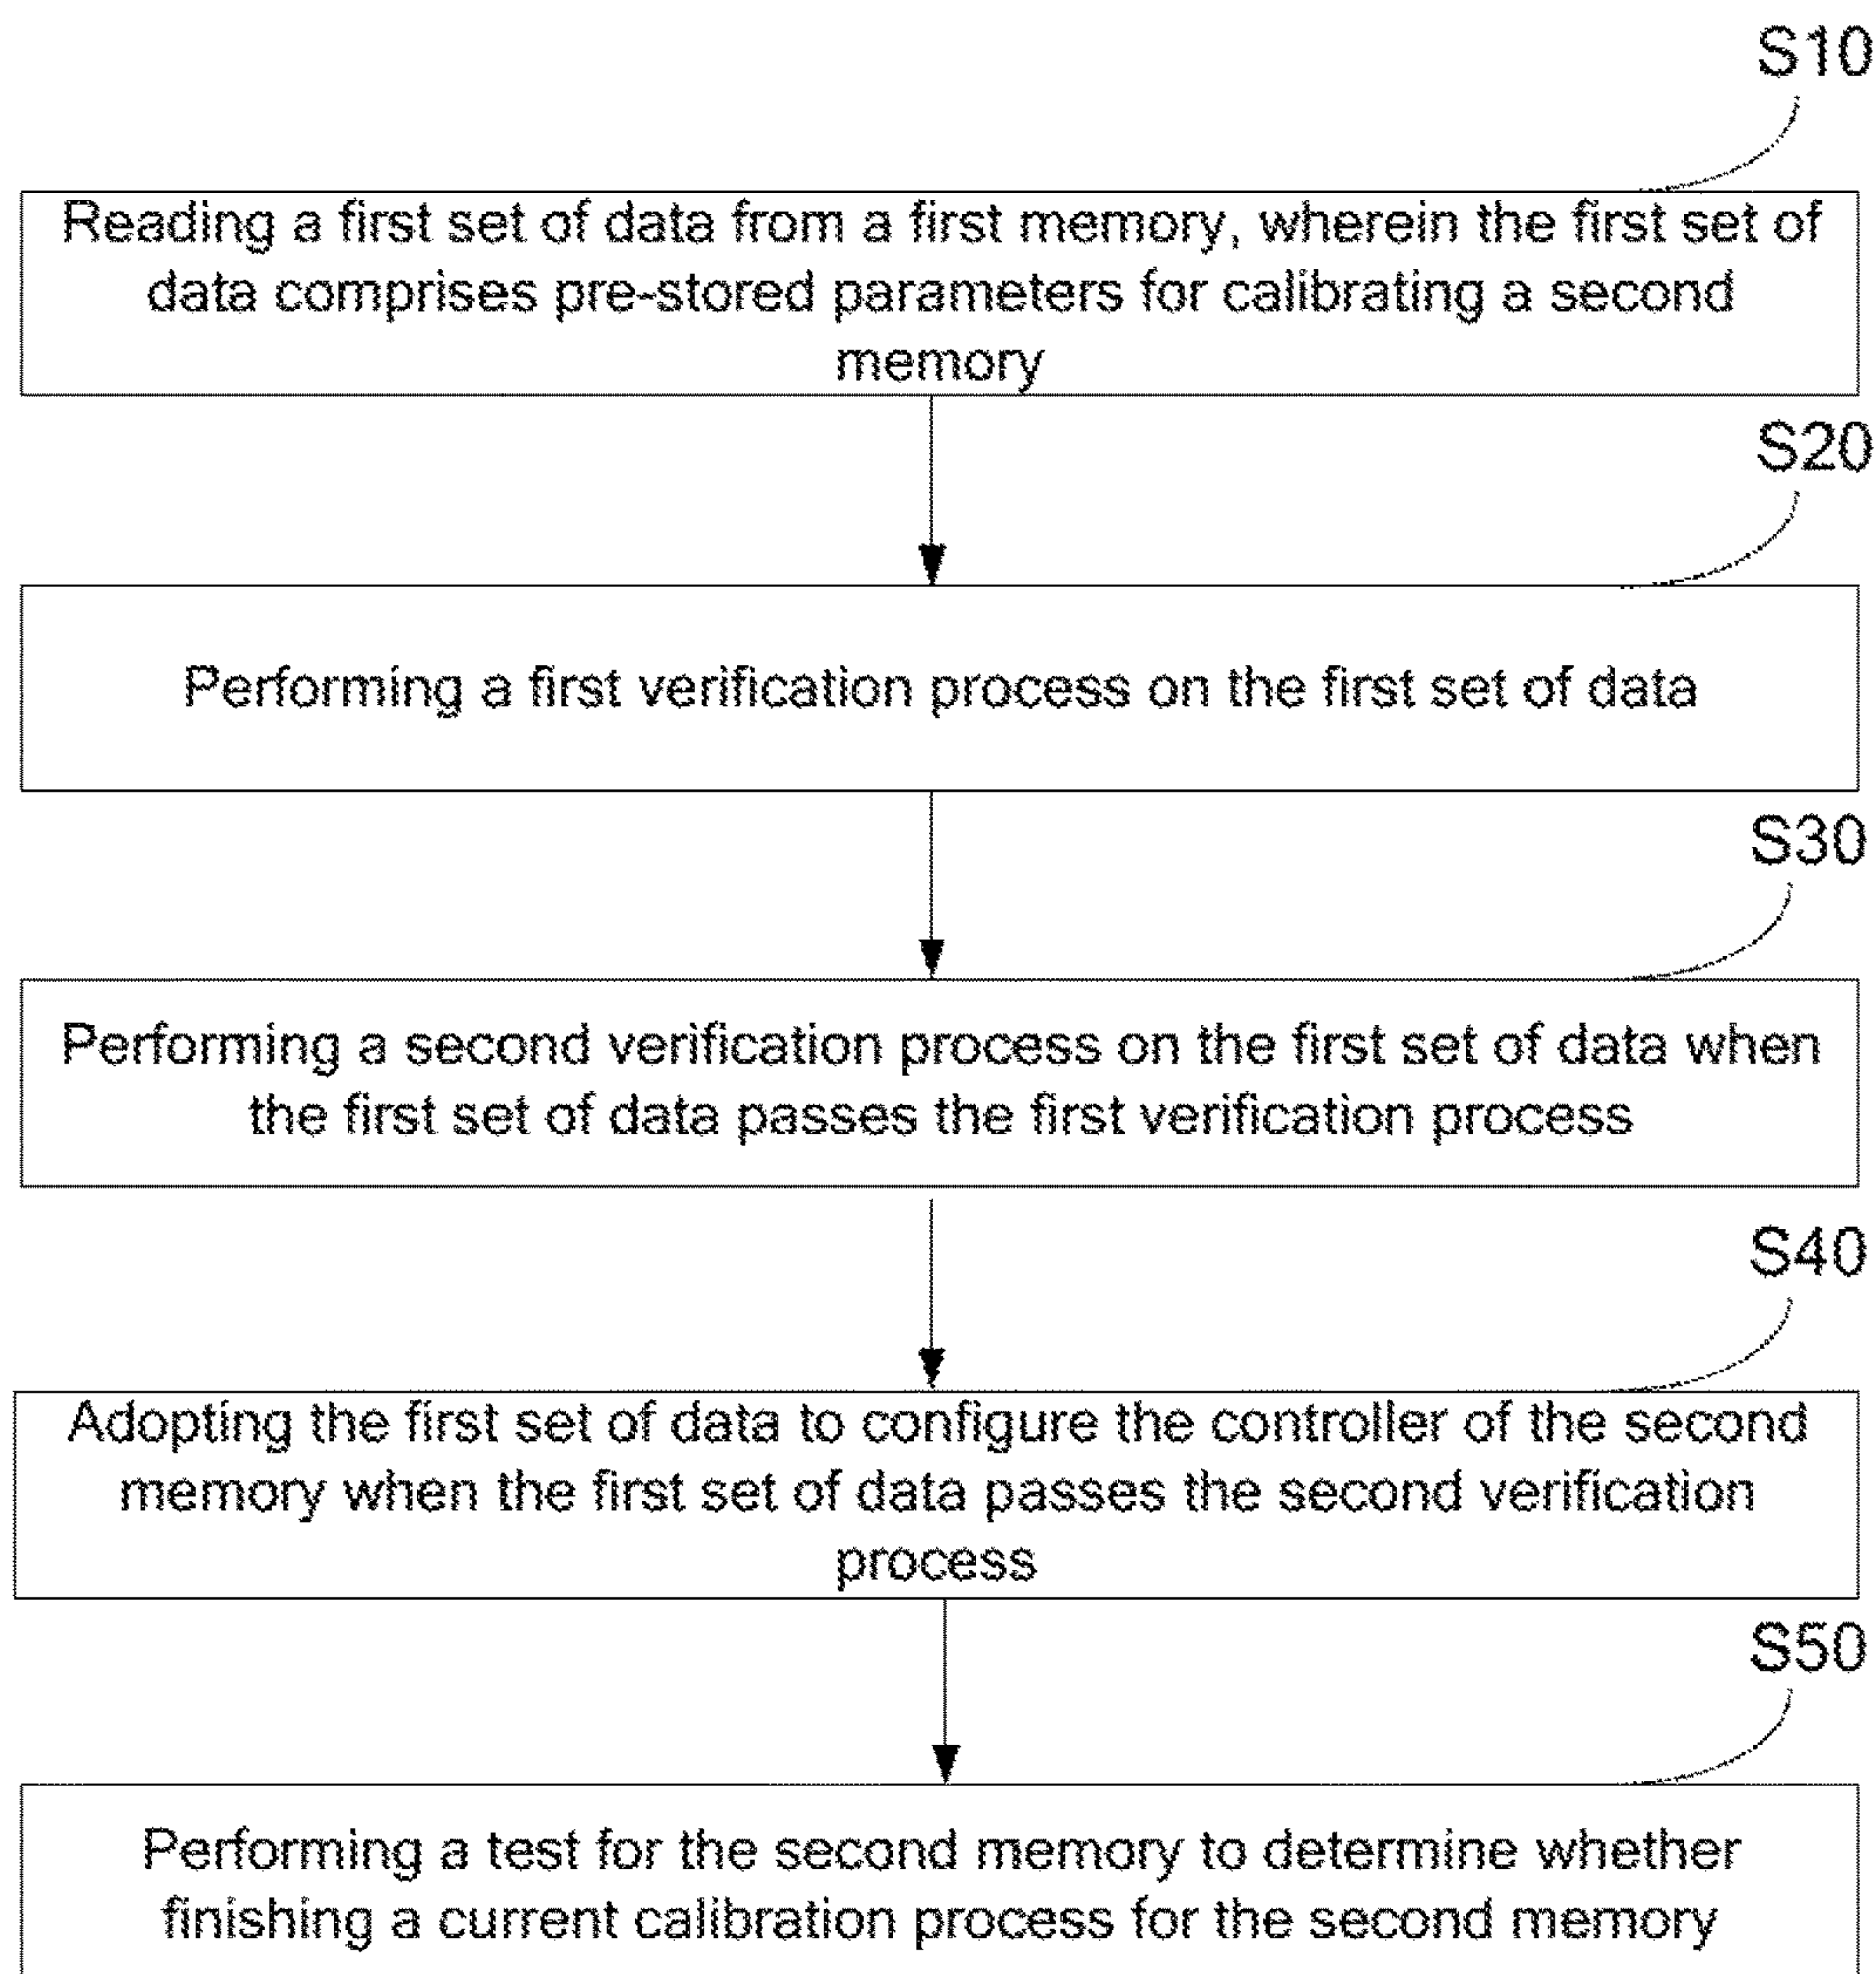 S10
Reading a first set of data from a first memory, wherein the first set of
data comprises pre-stored parameters for calibrating a second
memory
S20
Performing a first verification process on the first set of data
S30
Performing a second verification process on the first set of data when
the first set of data passes the first verification process
S40
Adopting the first set of data to configure the controller of the second
memory when the first set of data passes the second verification
process
S50
Performing a test for the second memory to determine whether
finishing a current calibration process for the second memory